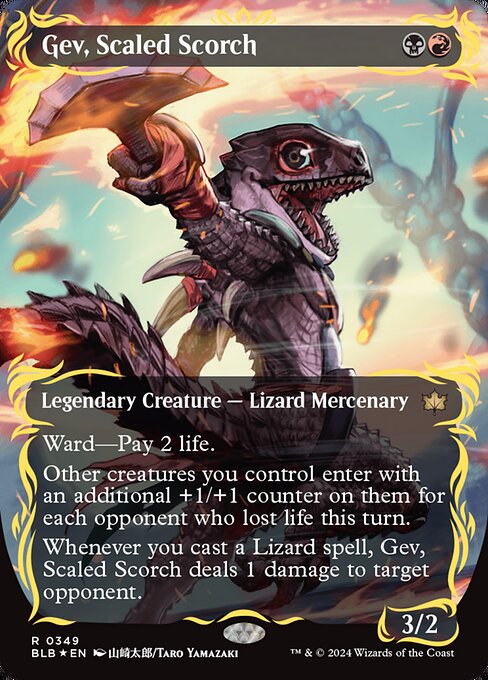 Gev, Scaled Scorch
Legendary Creature — Lizard Mercenary
Ward—Pay 2 life.
Other creatures you control enter with
an additional +1/+1 counter on them for
each opponent who lost life this turn.
Whenever you cast a Lizard spell, Gev,
Scaled Scorch deals 1 damage to target
opponent.
3/2
R 0349
BLB★EN 山崎太郎/Taro Yamazaki
™ & © 2024 Wizards of the Coast